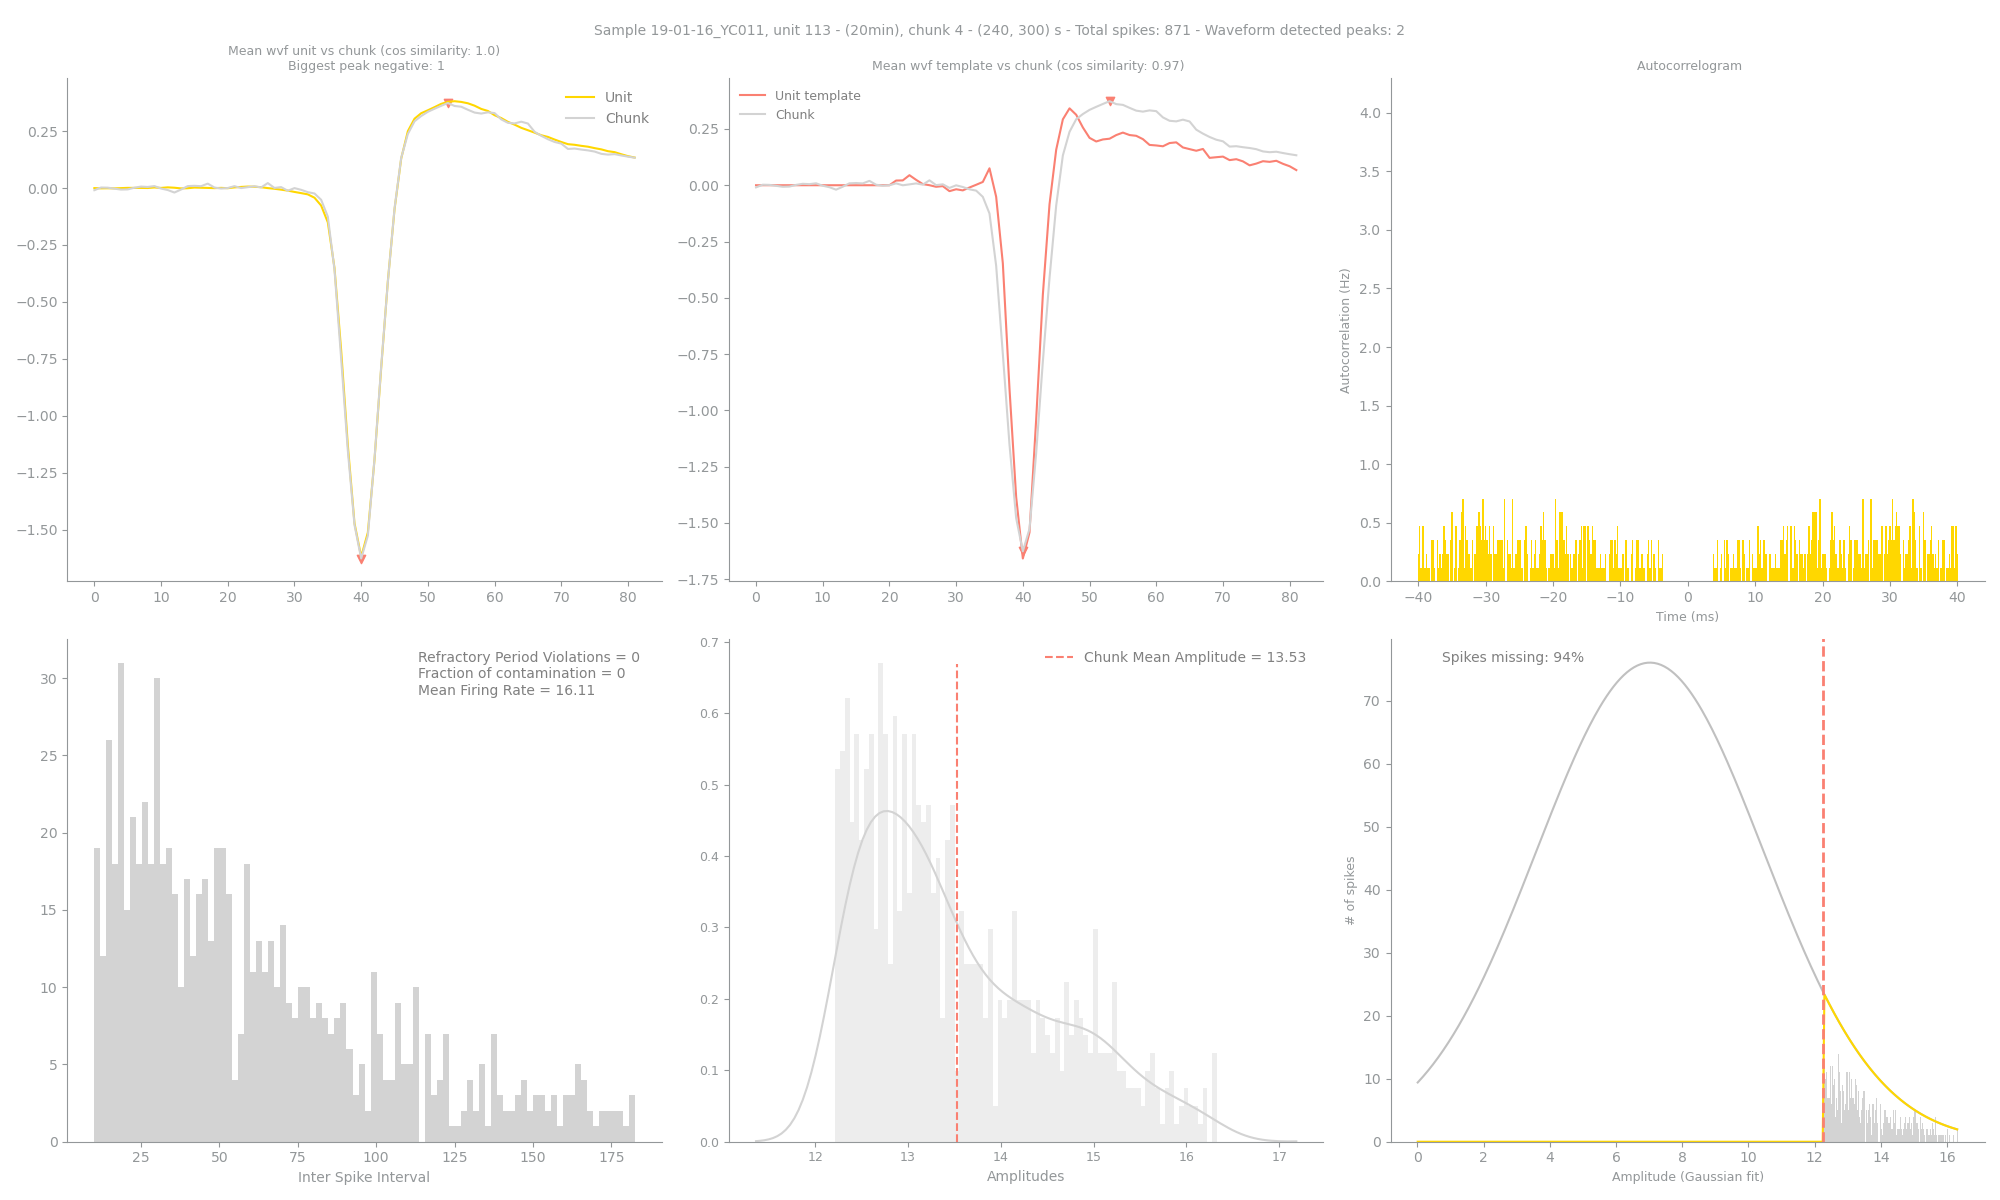 Sample 19-01-16_YC011, unit 113 - (20min), chunk 4 - (240, 300) s - Total spikes: 871 - Waveform detected peaks: 2
Mean wvf unit vs chunk (cos similarity: 1.0)
Biggest peak negative: 1
Unit
Chunk
0.25
0.00
−0.25
−0.50
−0.75
−1.00
−1.25
−1.50
0 10 20 30 40 50 60 70 80
Mean wvf template vs chunk (cos similarity: 0.97)
Unit template
Chunk
0.25
0.00
−0.25
−0.50
−0.75
−1.00
−1.25
−1.50
−1.75
0 10 20 30 40 50 60 70 80
Autocorrelogram
Autocorrelation (Hz)
4.0
3.5
3.0
2.5
2.0
1.5
1.0
0.5
0.0
−40 −30 −20 −10 0 10 20 30 40
Time (ms)
Refractory Period Violations = 0
Fraction of contamination = 0
Mean Firing Rate = 16.11
30
25
20
15
10
5
0
25 50 75 100 125 150 175
Inter Spike Interval
Chunk Mean Amplitude = 13.53
0.7
0.6
0.5
0.4
0.3
0.2
0.1
0.0
12 13 14 15 16 17
Amplitudes
Spikes missing: 94%
# of spikes
70
60
50
40
30
20
10
0
0 2 4 6 8 10 12 14 16
Amplitude (Gaussian fit)